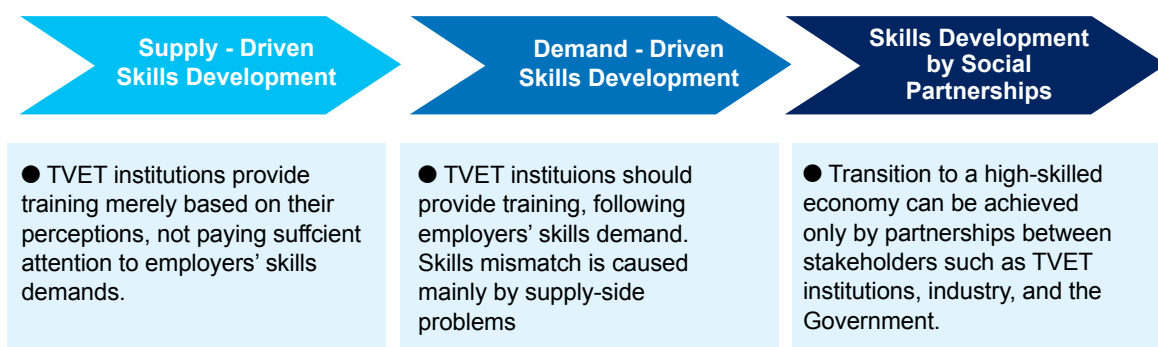 Supply - Driven
Skills Development
Demand - Driven
Skills Development
Skills Development
by Social
Partnerships
● TVET institutions provide
training merely based on their
perceptions, not paying suffcient
attention to employers’ skills
demands.
● TVET instituions should
provide training, following
employers’ skills demand.
Skills mismatch is caused
mainly by supply-side
problems
● Transition to a high-skilled
economy can be achieved
only by partnerships between
stakeholders such as TVET
institutions, industry, and the
Government.